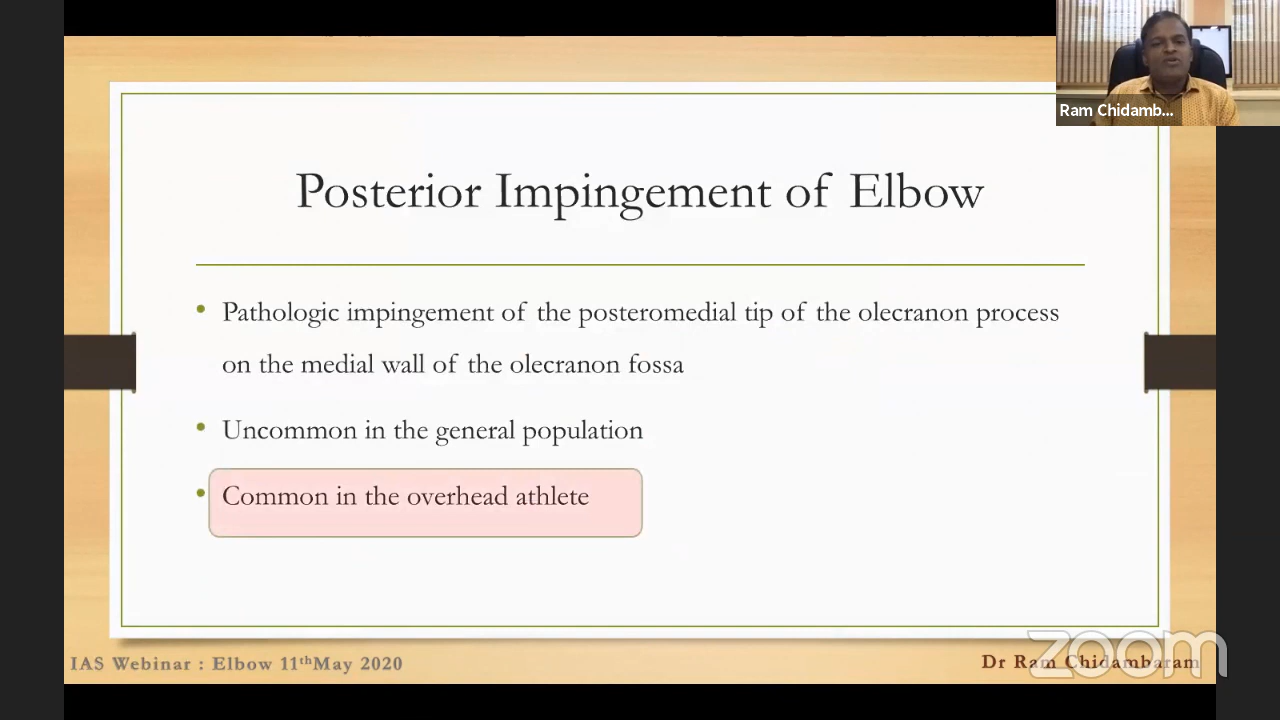 Ram Chidamb...
Posterior Impingement of Elbow
• Pathologic impingement of the posteromedial tip of the olecranon process
on the medial wall of the olecranon fossa
• Uncommon in the general population
• Common in the overhead athlete
IAS Webinar : Elbow 11thMay 2020
Dr Ram Chidambaram
zoom